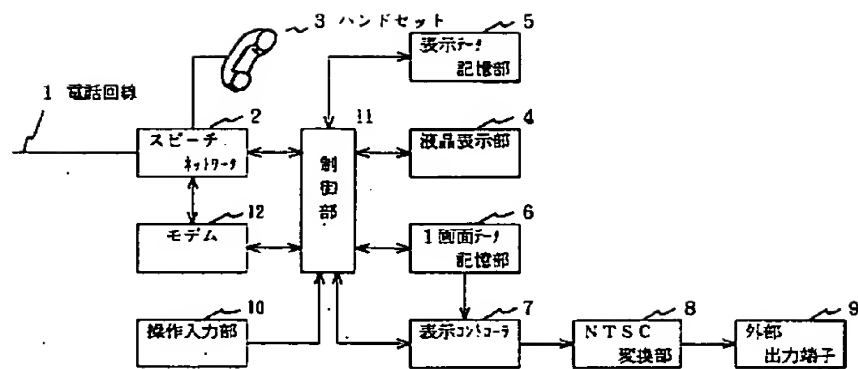 3 ハンドセット
5
表示データ
記憶部
1 電話回線
2
11
4
スピーチ
ネットワーク
制御部
液晶表示部
12
6
モデム
1画面データ
記憶部
10
7
8
9
操作入力部
表示コントローラ
NTSC
変換部
外部
出力端子